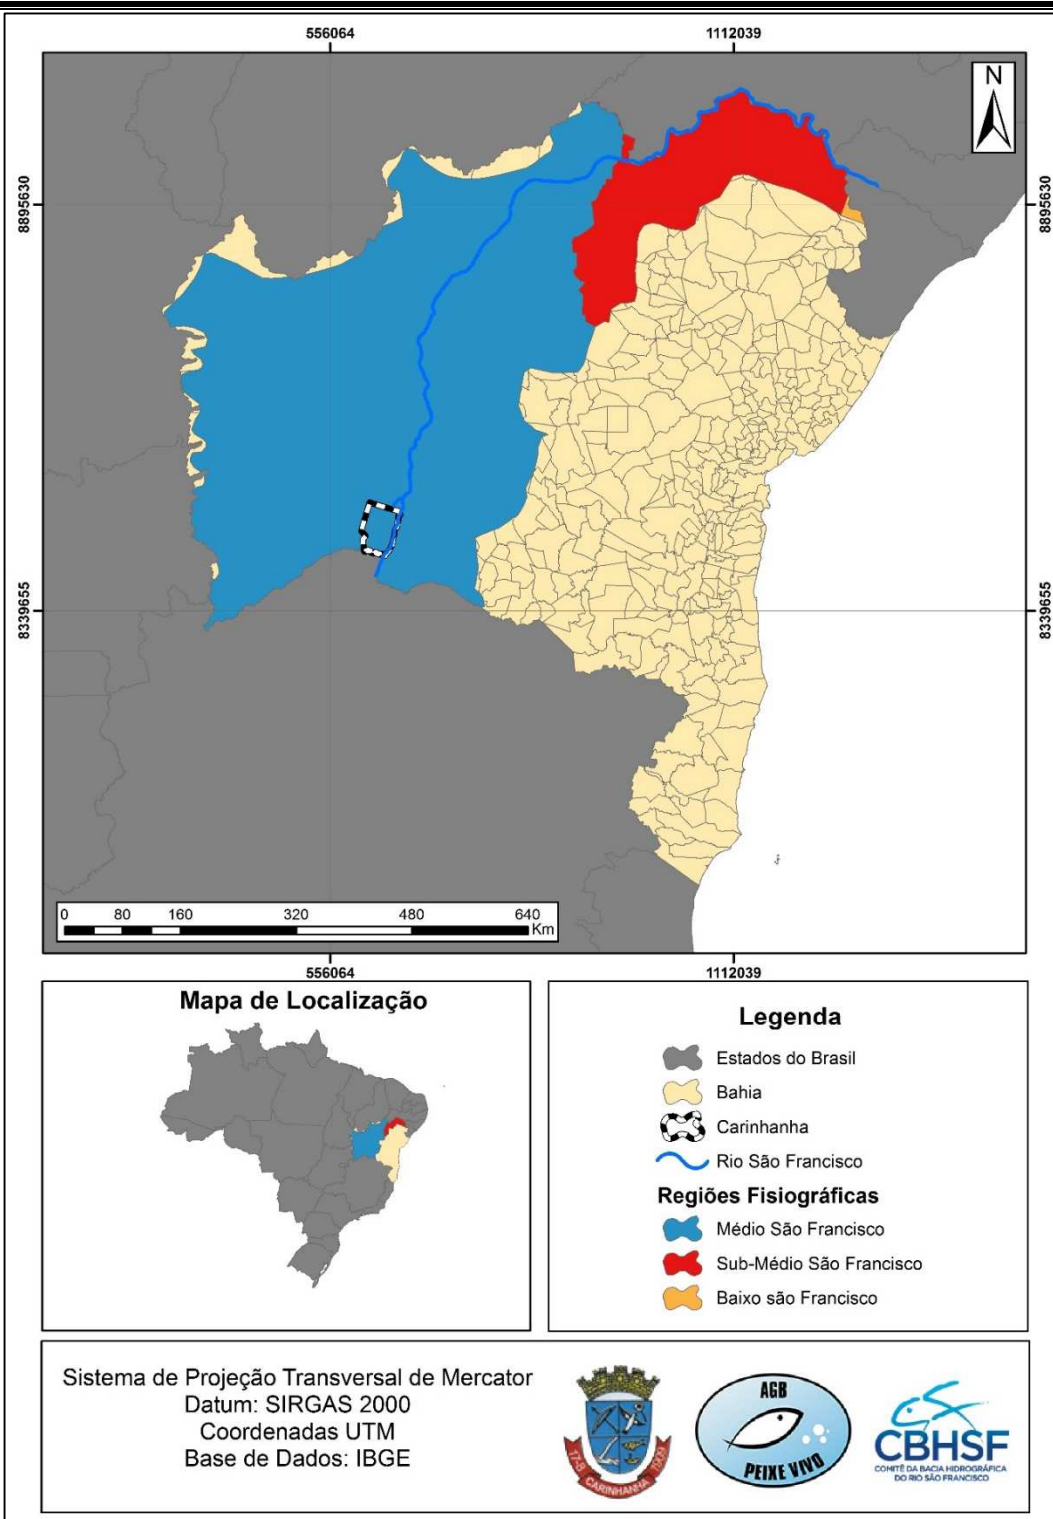 556064
1112039
N
8895630
8895630
8339655
8339655
0 80 160 320 480 640
Km
556064
1112039
Mapa de Localização
Legenda
Estados do Brasil
Bahia
Carinhanha
Rio São Francisco
Regiões Fisiográficas
Médio São Francisco
Sub-Médio São Francisco
Baixo são Francisco
Sistema de Projeção Transversal de Mercator
Datum: SIRGAS 2000
Coordenadas UTM
Base de Dados: IBGE
17-8 CARINHANHA 1909
AGB
PEIXE VIVO
CBHSF
COMITÊ DA BACIA HIDROGRÁFICA
DO RIO SÃO FRANCISCO